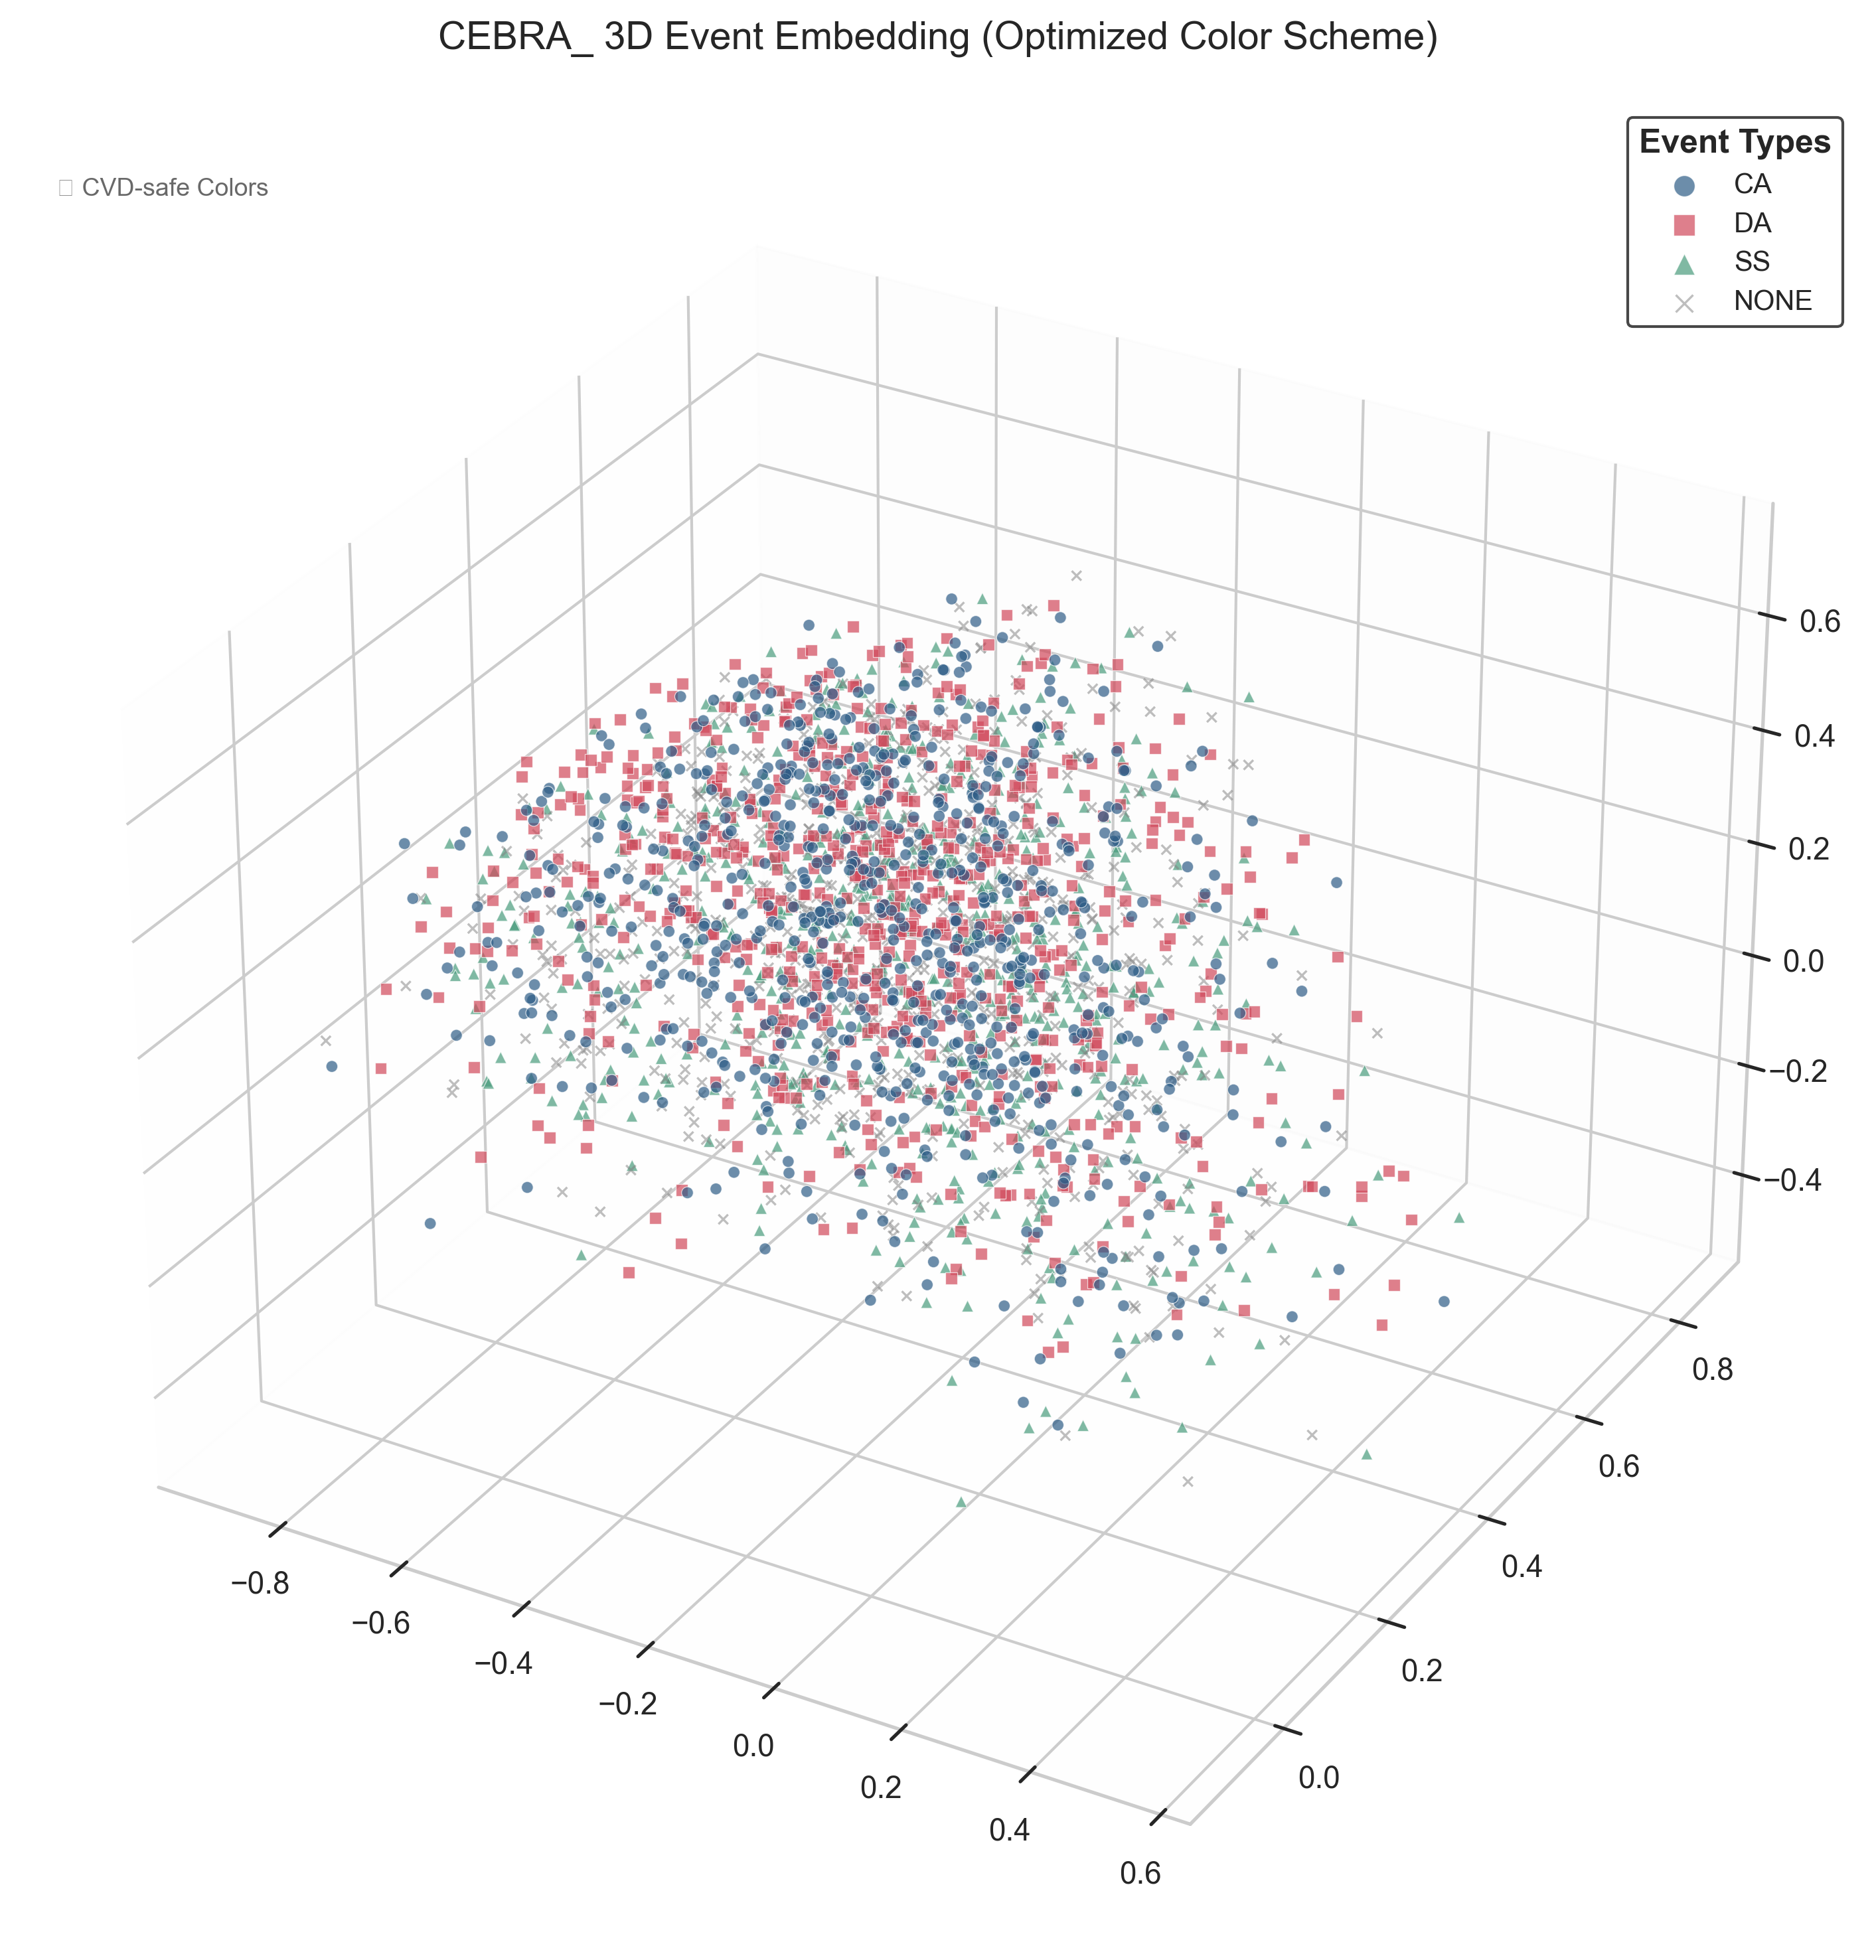 CEBRA_ 3D Event Embedding (Optimized Color Scheme)
CVD-safe Colors
Event Types
CA
DA
SS
NONE
0.6
0.4
0.2
0.0
−0.2
−0.4
0.8
0.6
0.4
0.2
0.0
−0.8
−0.6
−0.4
−0.2
0.0
0.2
0.4
0.6